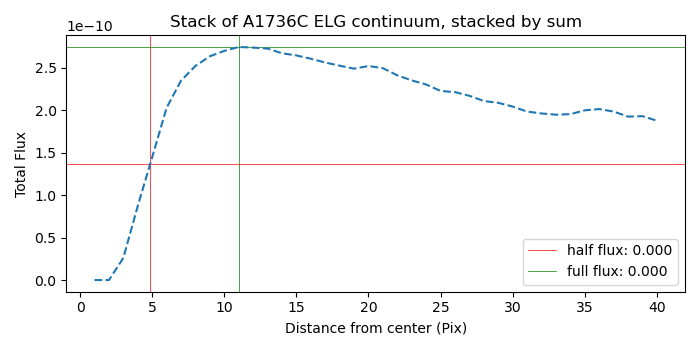 Stack of A1736C ELG continuum, stacked by sum
1e−10
2.5
2.0
1.5
1.0
0.5
0.0
Total Flux
half flux: 0.000
full flux: 0.000
0 5 10 15 20 25 30 35 40
Distance from center (Pix)